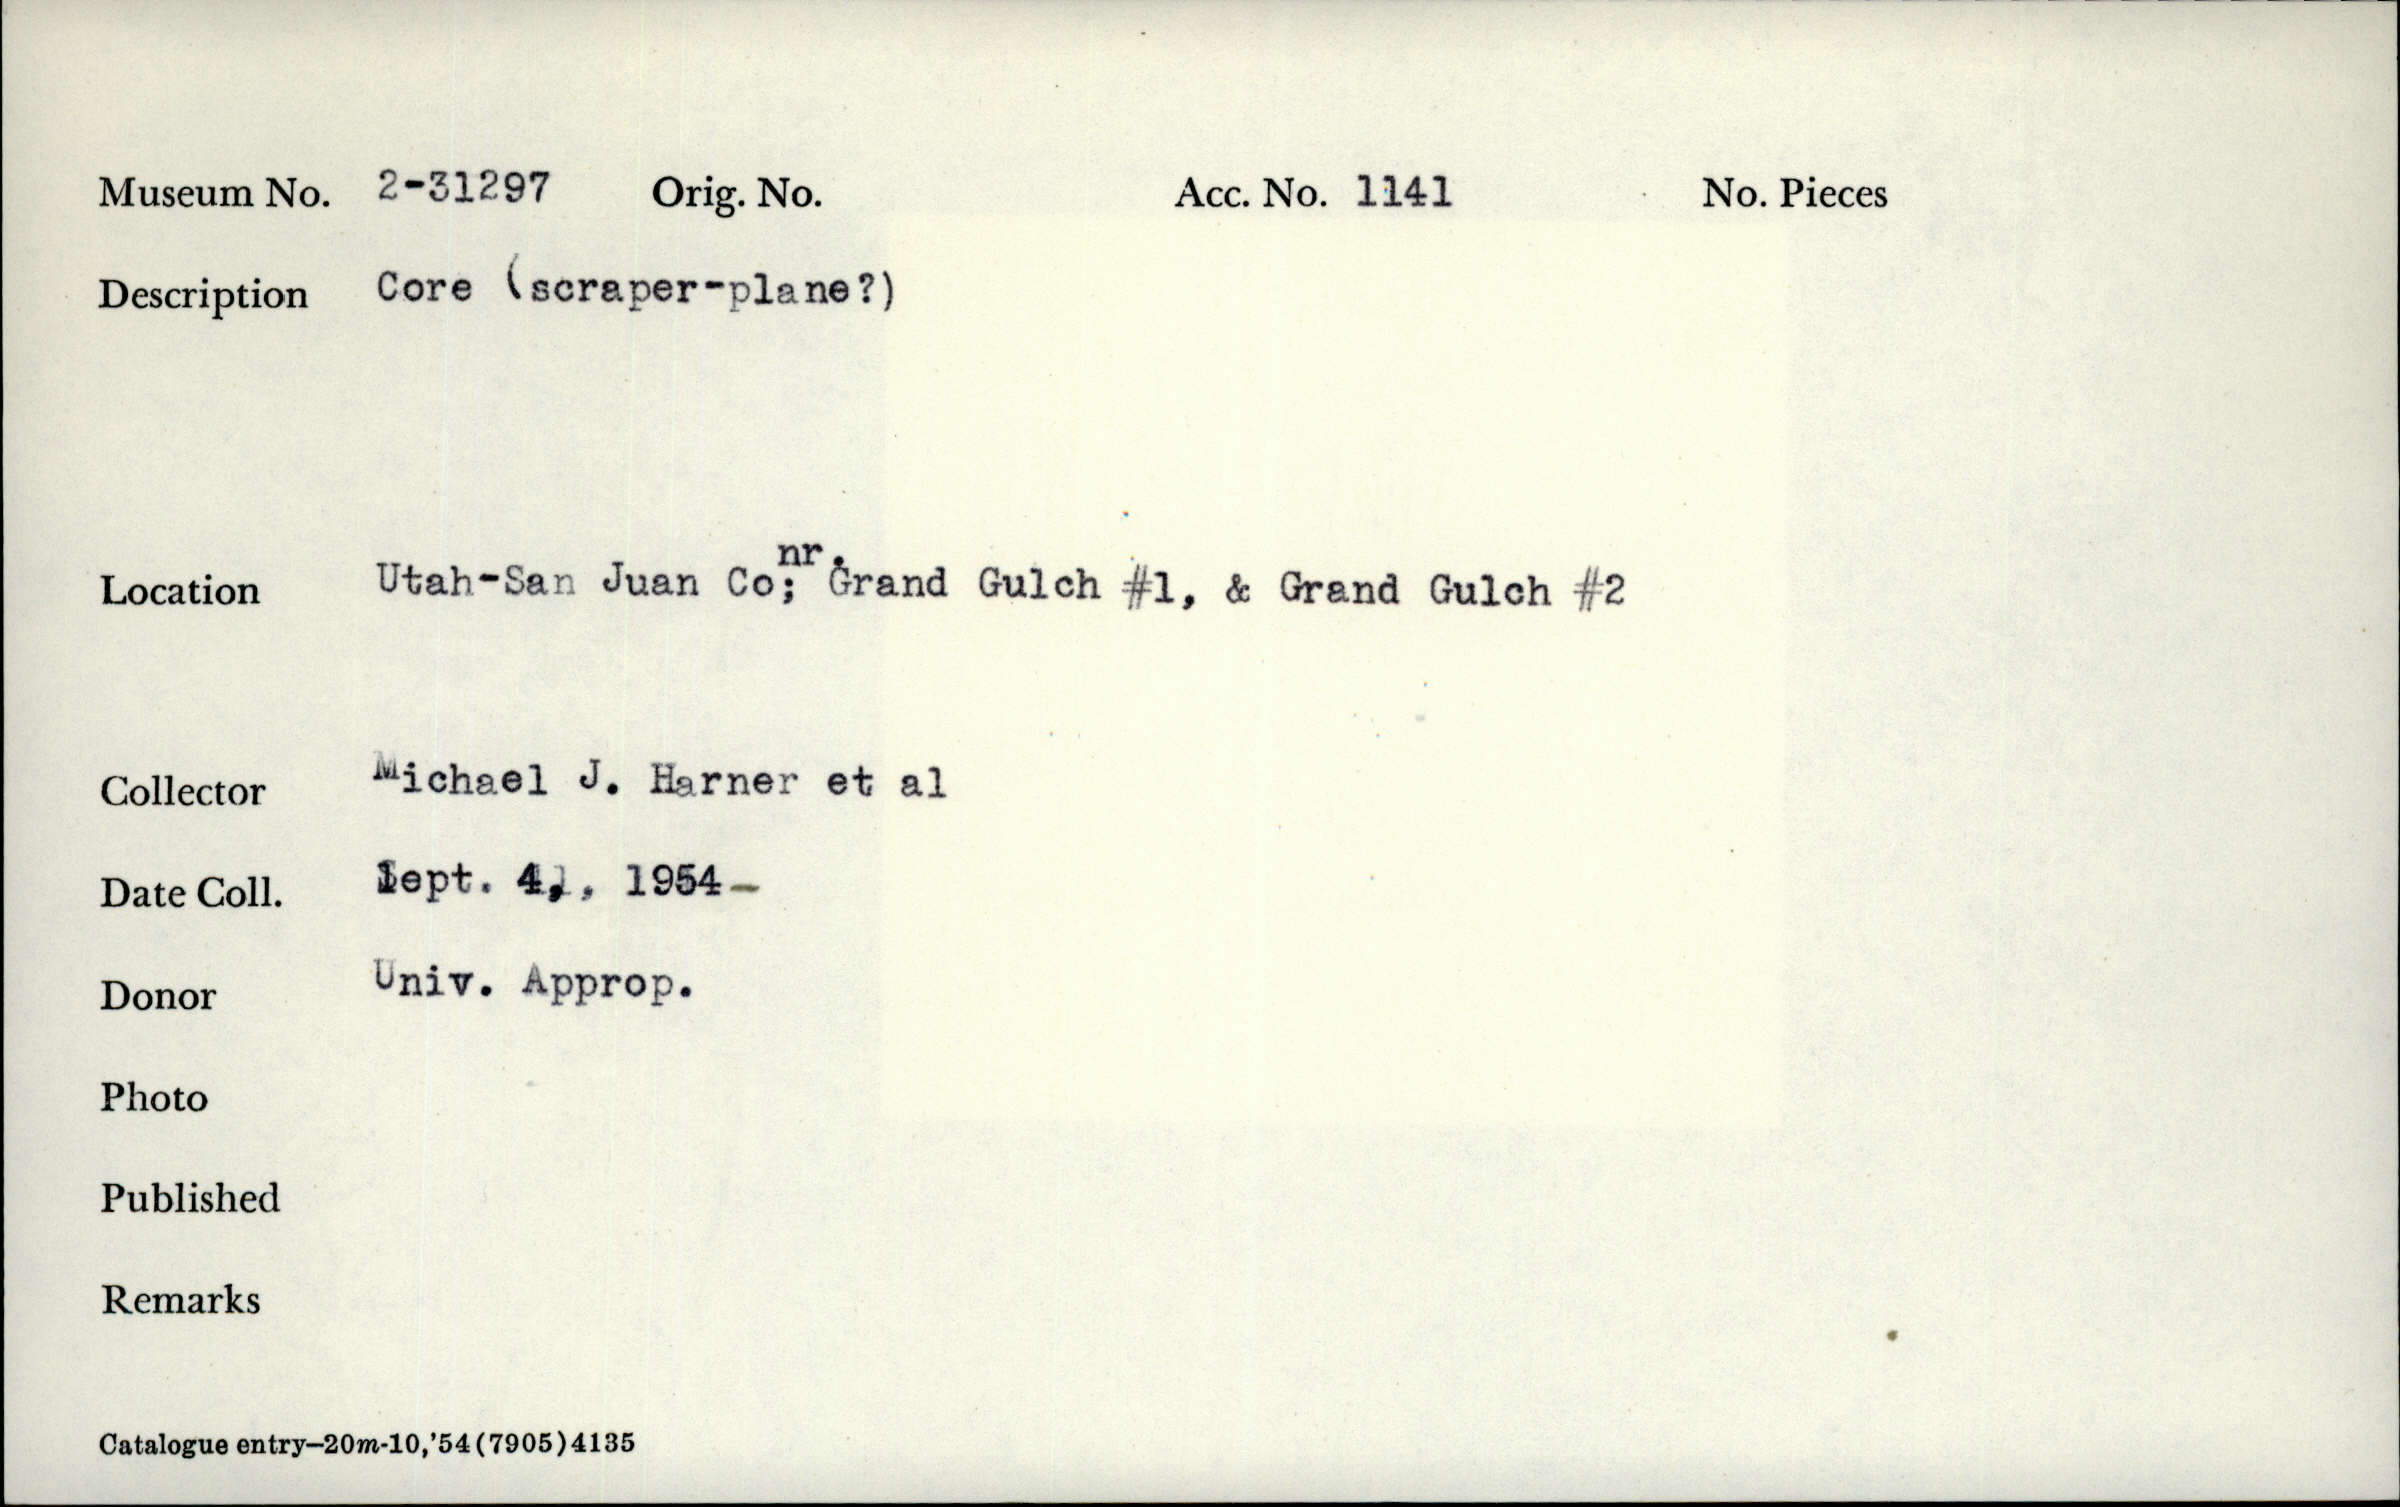 Museum No. 2-31297 Orig. No. Acc. No. 1141 No. Pieces
Description Core (scraper-plane?)
nr.
Location Utah-San Juan Co; Grand Gulch #1, & Grand Gulch #2
Collector Michael J. Harner et al
Date Coll. Sept. 1954
Donor Univ. Approp.
Photo
Published
Remarks
Catalogue entry—20m-10,'54(7905)4135